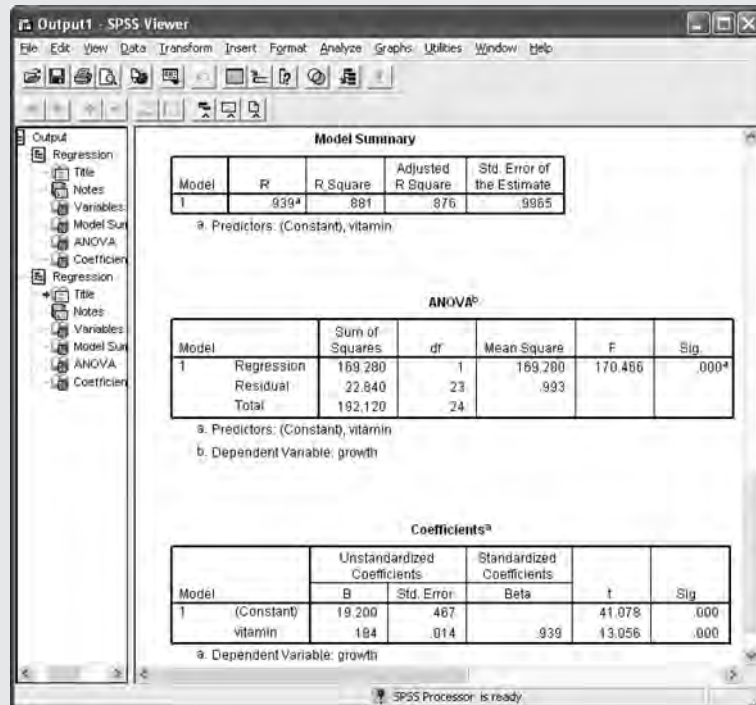 Output1 - SPSS Viewer
File Edit View Data Transform Insert Format Analyze Graphs Utilities Window Help
Output
Regression
Title
Notes
Variables
Model Sum
ANOVA
Coefficien
Regression
Title
Notes
Variables
Model Sum
ANOVA
Coefficien
Model Summary
Model R R Square Adjusted R Square Std. Error of the Estimate
1 .939a .881 .876 .9965
a. Predictors: (Constant), vitamin
ANOVAb
Model Sum of Squares df Mean Square F Sig.
1 Regression 169.280 1 169.280 170.466 .000a
Residual 22.840 23 .993
Total 192.120 24
a. Predictors: (Constant), vitamin
b. Dependent Variable: growth
Coefficientsa
Unstandardized Coefficients Standardized Coefficients
Model B Std. Error Beta t Sig.
1 (Constant) 19.200 .467 41.078 .000
vitamin .184 .014 .939 13.056 .000
a. Dependent Variable: growth
SPSS Processor is ready